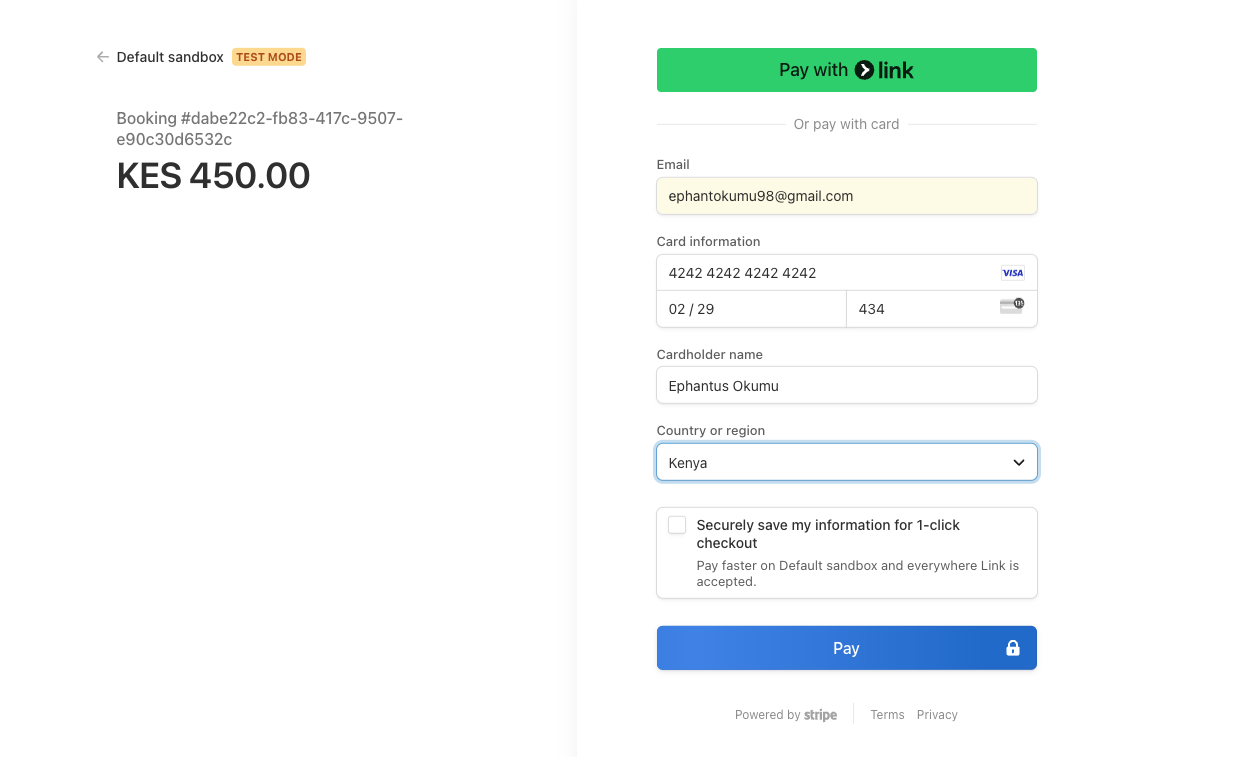 Default sandbox TEST MODE
Booking #dabe22c2-fb83-417c-9507-
e90c30d6532c
KES 450.00
Pay with link
Or pay with card
Email
ephantokumu98@gmail.com
Card information
4242 4242 4242 4242 VISA
02 / 29 434
Cardholder name
Ephantus Okumu
Country or region
Kenya
Securely save my information for 1-click
checkout
Pay faster on Default sandbox and everywhere Link is
accepted.
Pay
Powered by stripe Terms Privacy